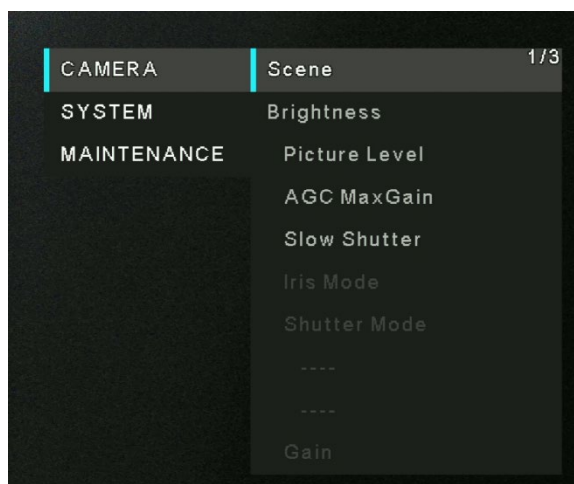 1/3
CAMERA
SYSTEM
MAINTENANCE
Scene
Brightness
Picture Level
AGC MaxGain
Slow Shutter
Iris Mode
Shutter Mode
----
----
Gain